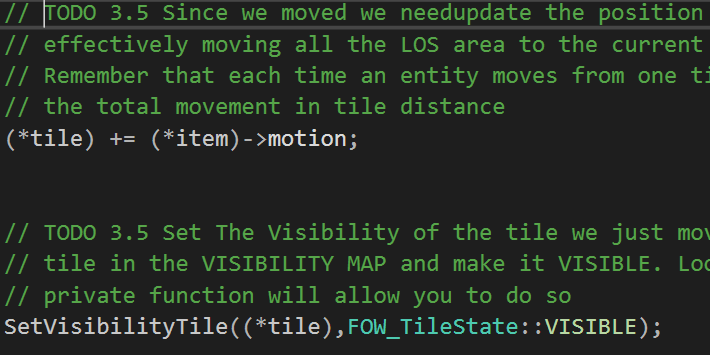 // TODO 3.5 Since we moved we needupdate the position
// effectively moving all the LOS area to the current
// Remember that each time an entity moves from one
// the total movement in tile distance
(*tile) += (*item)->motion;
// TODO 3.5 Set The Visibility of the tile we just
// tile in the VISIBILITY MAP and make it VISIBLE.
// private function will allow you to do so
SetVisibilityTile((*tile),FOW_TileState::VISIBLE);